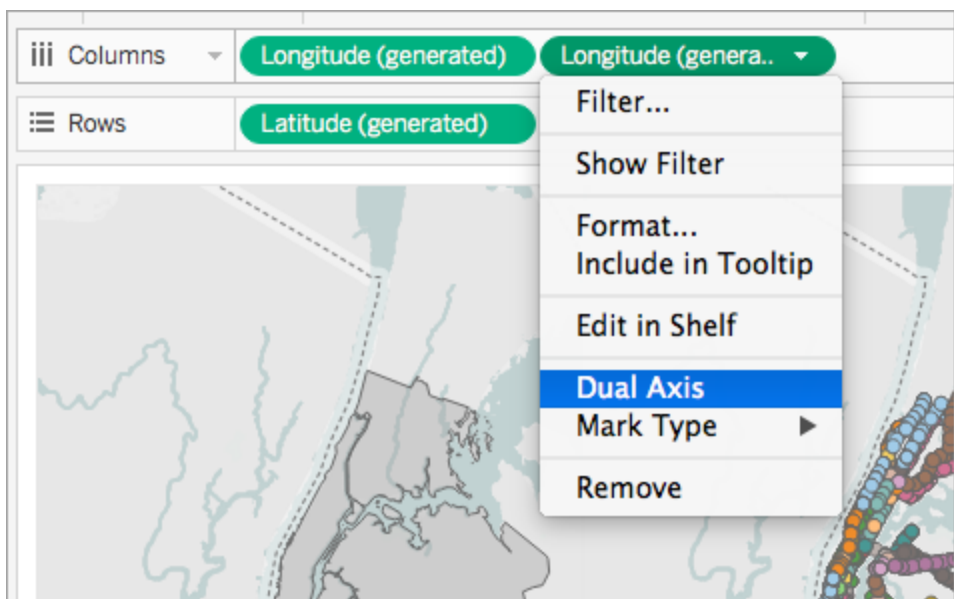 Columns
Longitude (generated)
Longitude (genera..
Rows
Latitude (generated)
Filter...
Show Filter
Format...
Include in Tooltip
Edit in Shelf
Dual Axis
Mark Type
Remove